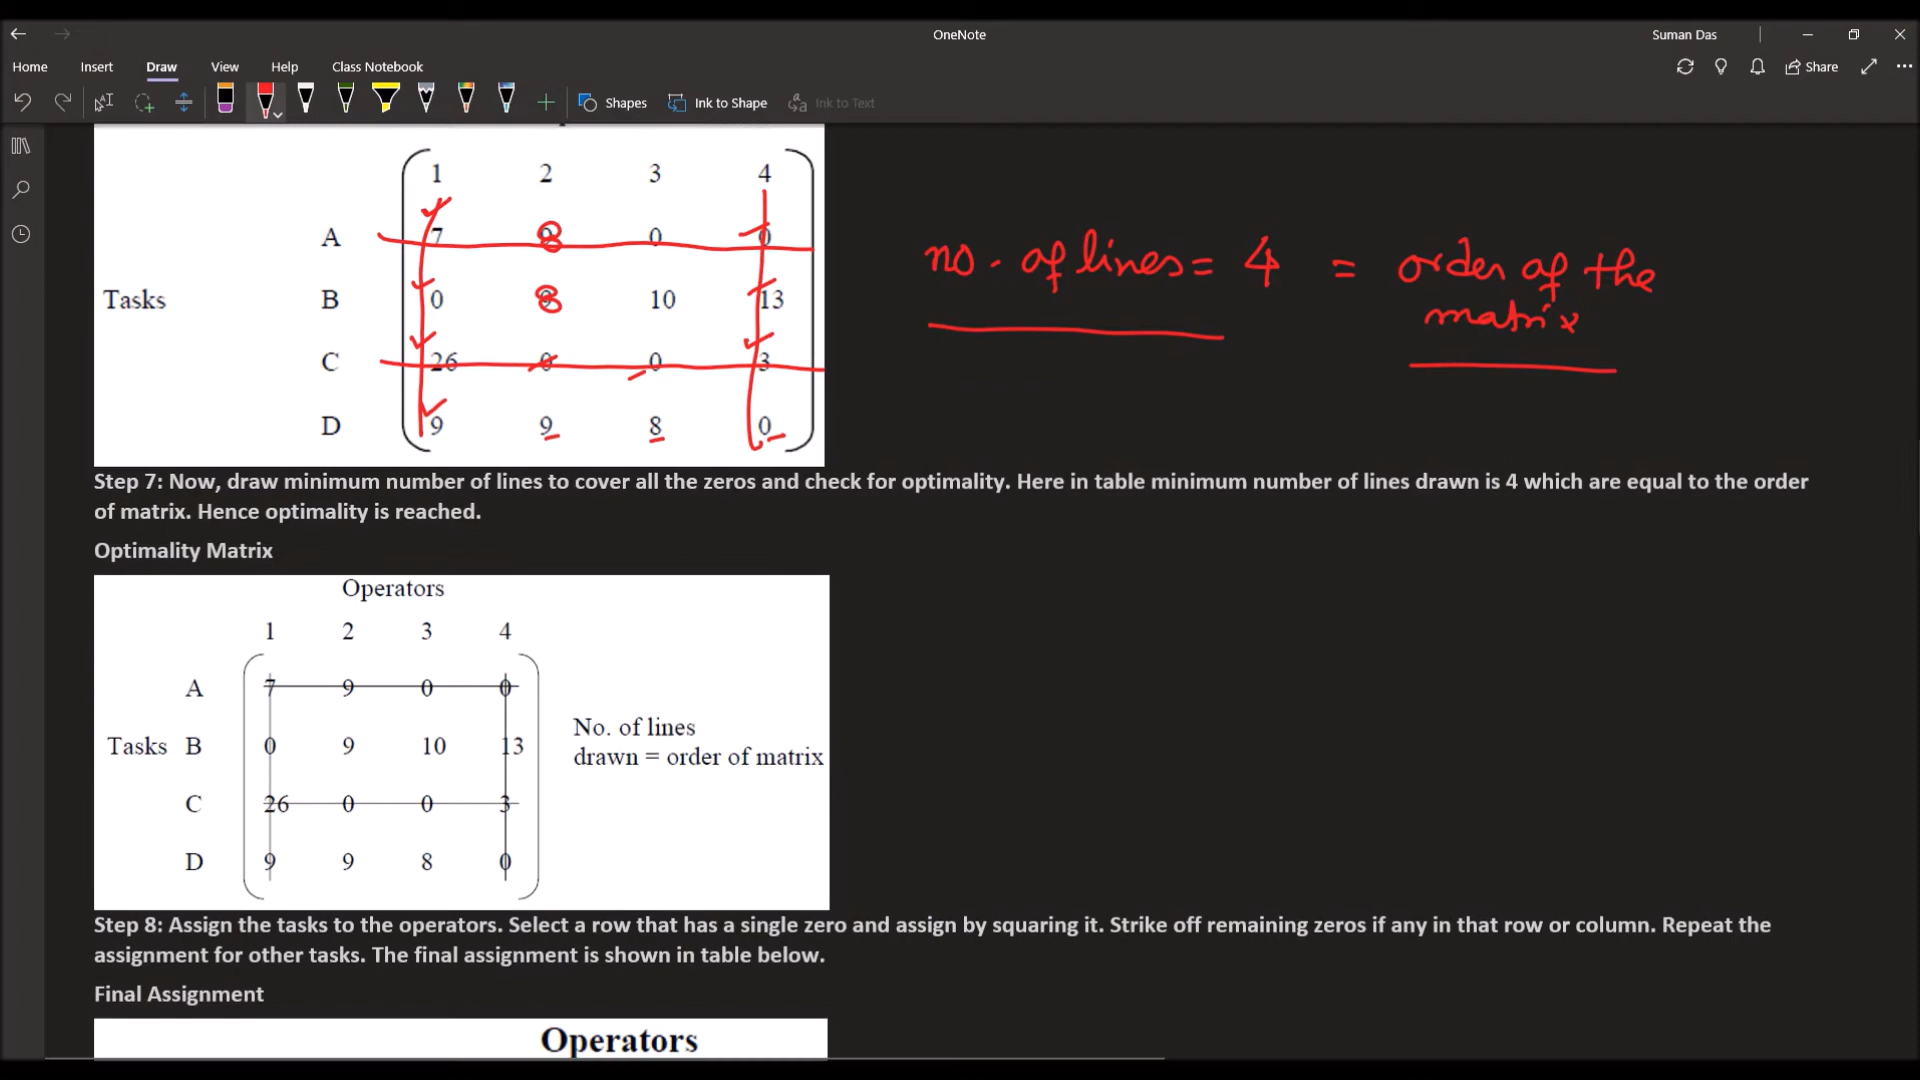 OneNote
Suman Das
Home Insert Draw View Help Class Notebook
Share
Shapes Ink to Shape Ink to Text
1 2 3 4
A 7 8 0 0
Tasks B 0 8 10 13
C 26 0 0 3
D 9 9 8 0
no. of lines = 4 = order of the
matrix
Step 7: Now, draw minimum number of lines to cover all the zeros and check for optimality. Here in table minimum number of lines drawn is 4 which are equal to the order
of matrix. Hence optimality is reached.
Optimality Matrix
Operators
1 2 3 4
A 7 9 0 0
Tasks B 0 9 10 13
C 26 0 0 3
D 9 9 8 0
No. of lines
drawn = order of matrix
Step 8: Assign the tasks to the operators. Select a row that has a single zero and assign by squaring it. Strike off remaining zeros if any in that row or column. Repeat the
assignment for other tasks. The final assignment is shown in table below.
Final Assignment
Operators